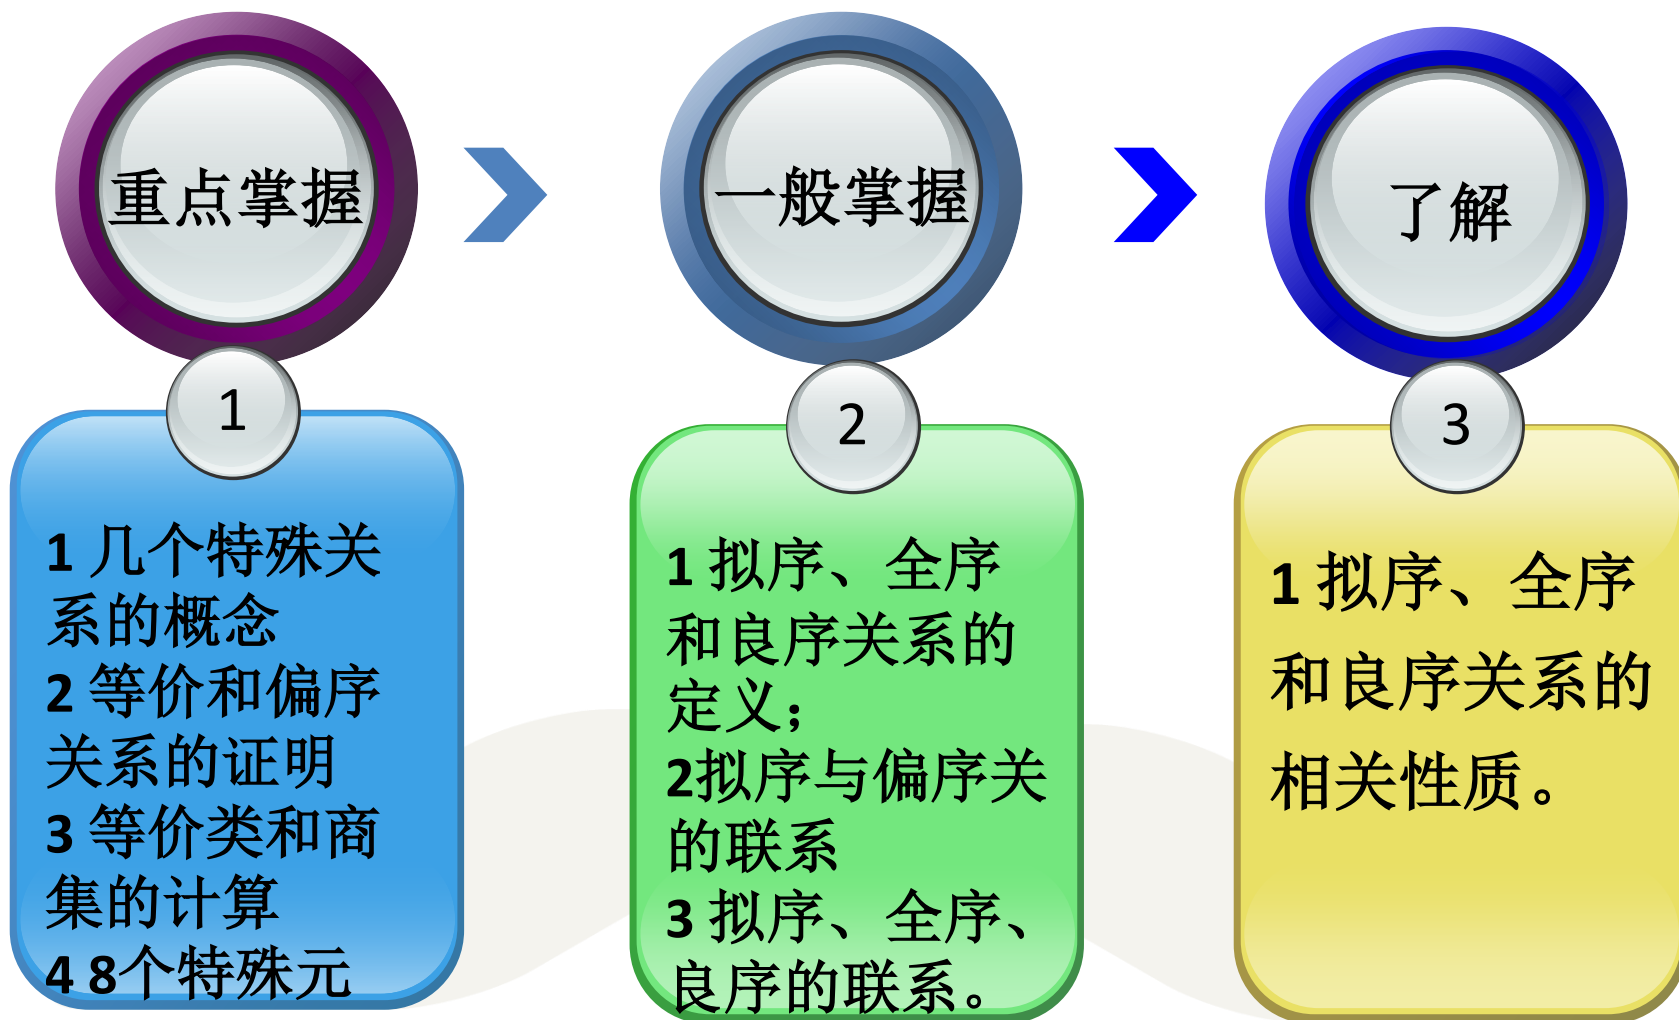 重点掌握
一般掌握
了解
1
1 几个特殊关
系的概念
2 等价和偏序
关系的证明
3 等价类和商
集的计算
4 8个特殊元
2
1 拟序、全序
和良序关系的
定义；
2拟序与偏序关
的联系
3 拟序、全序、
良序的联系。
3
1 拟序、全序
和良序关系的
相关性质。